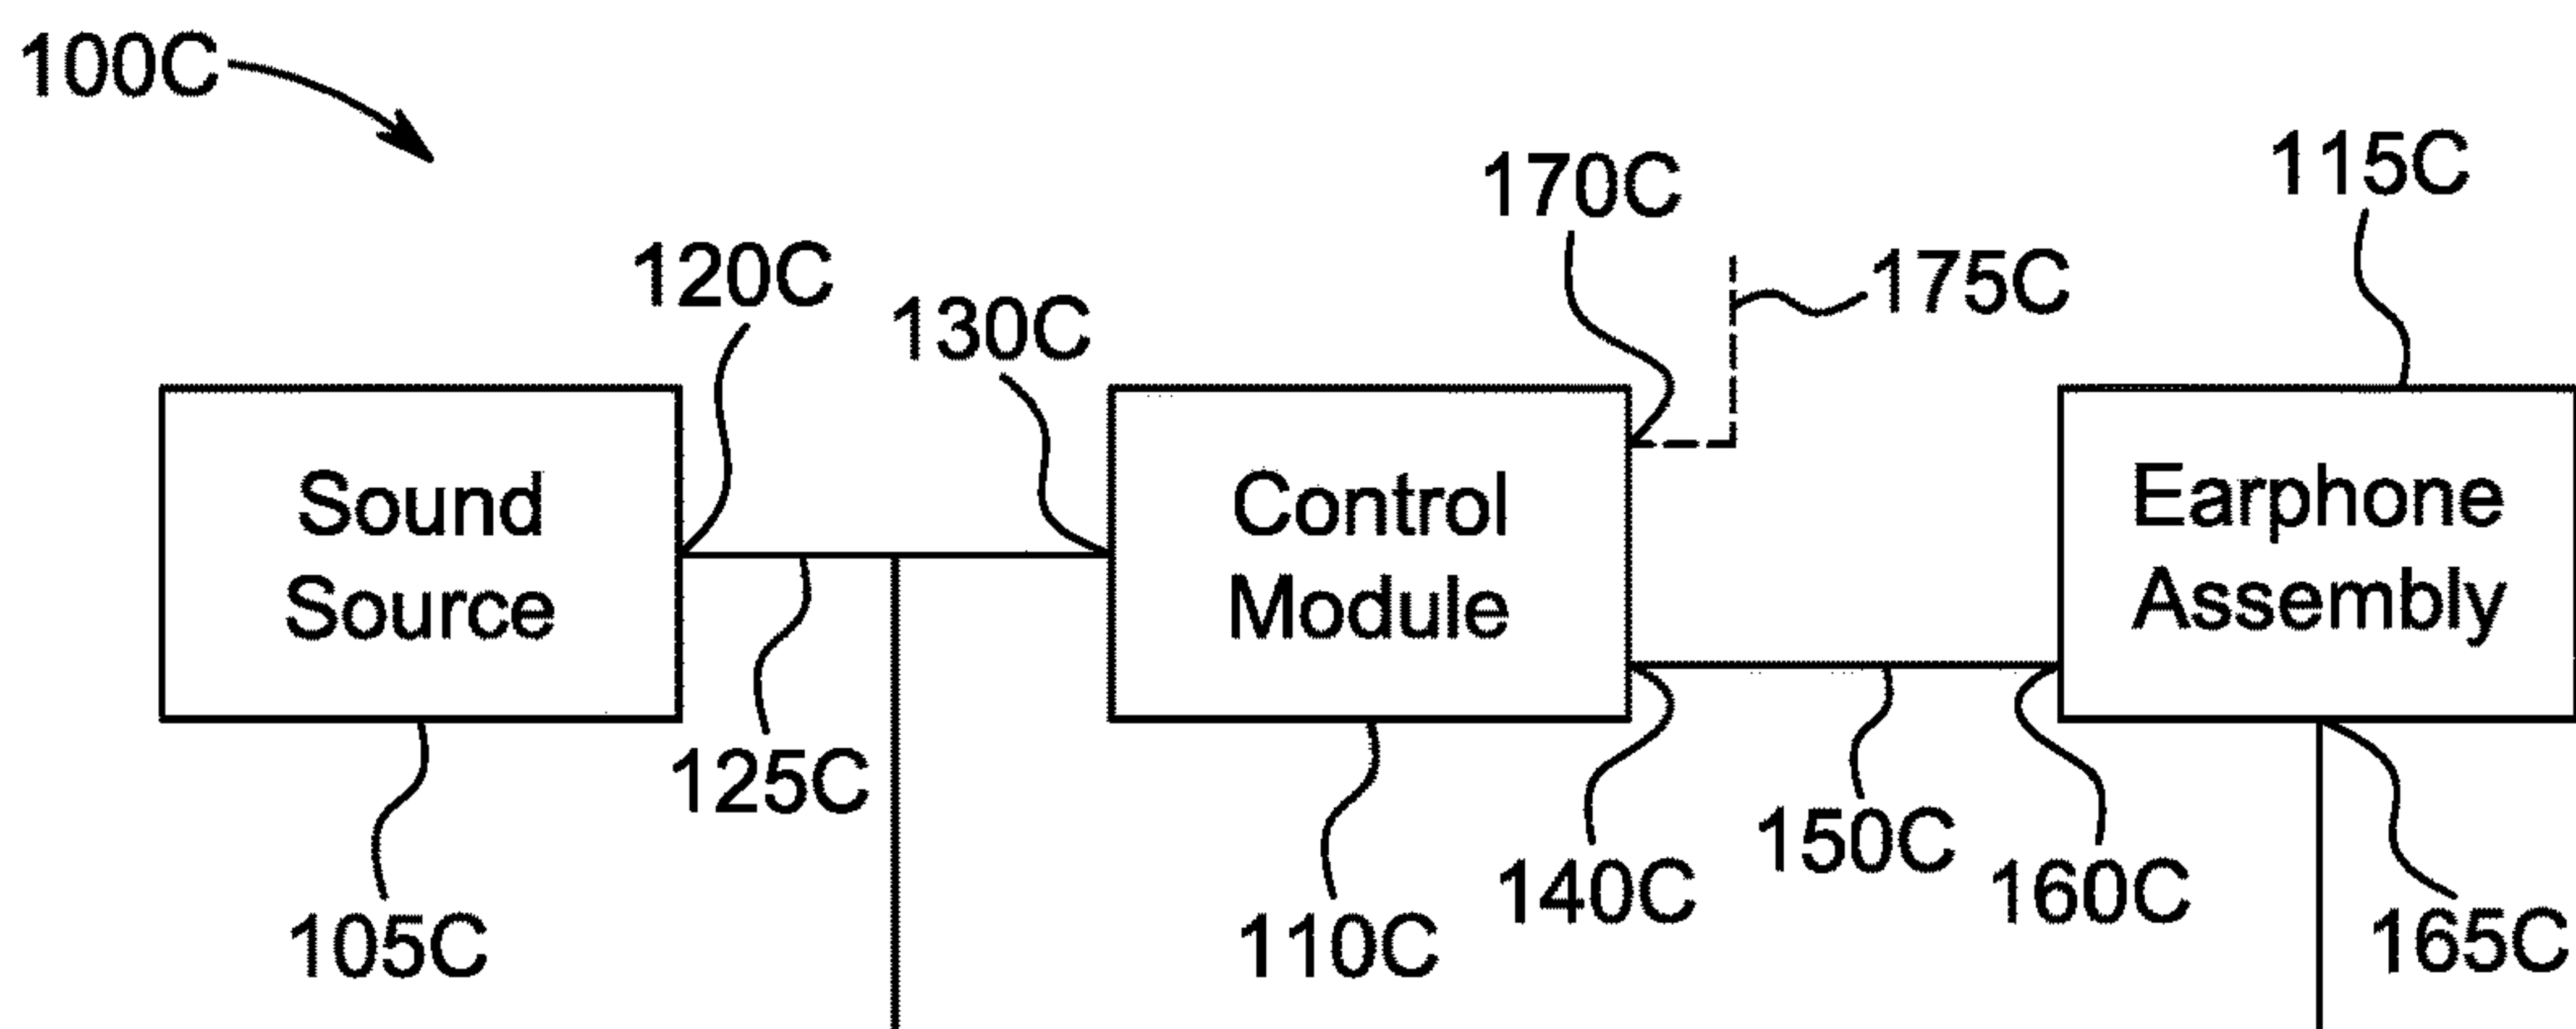 100C
115C
170C
120C
175C
130C
Sound
Source
Control
Module
Earphone
Assembly
125C
150C
140C
160C
105C
110C
165C